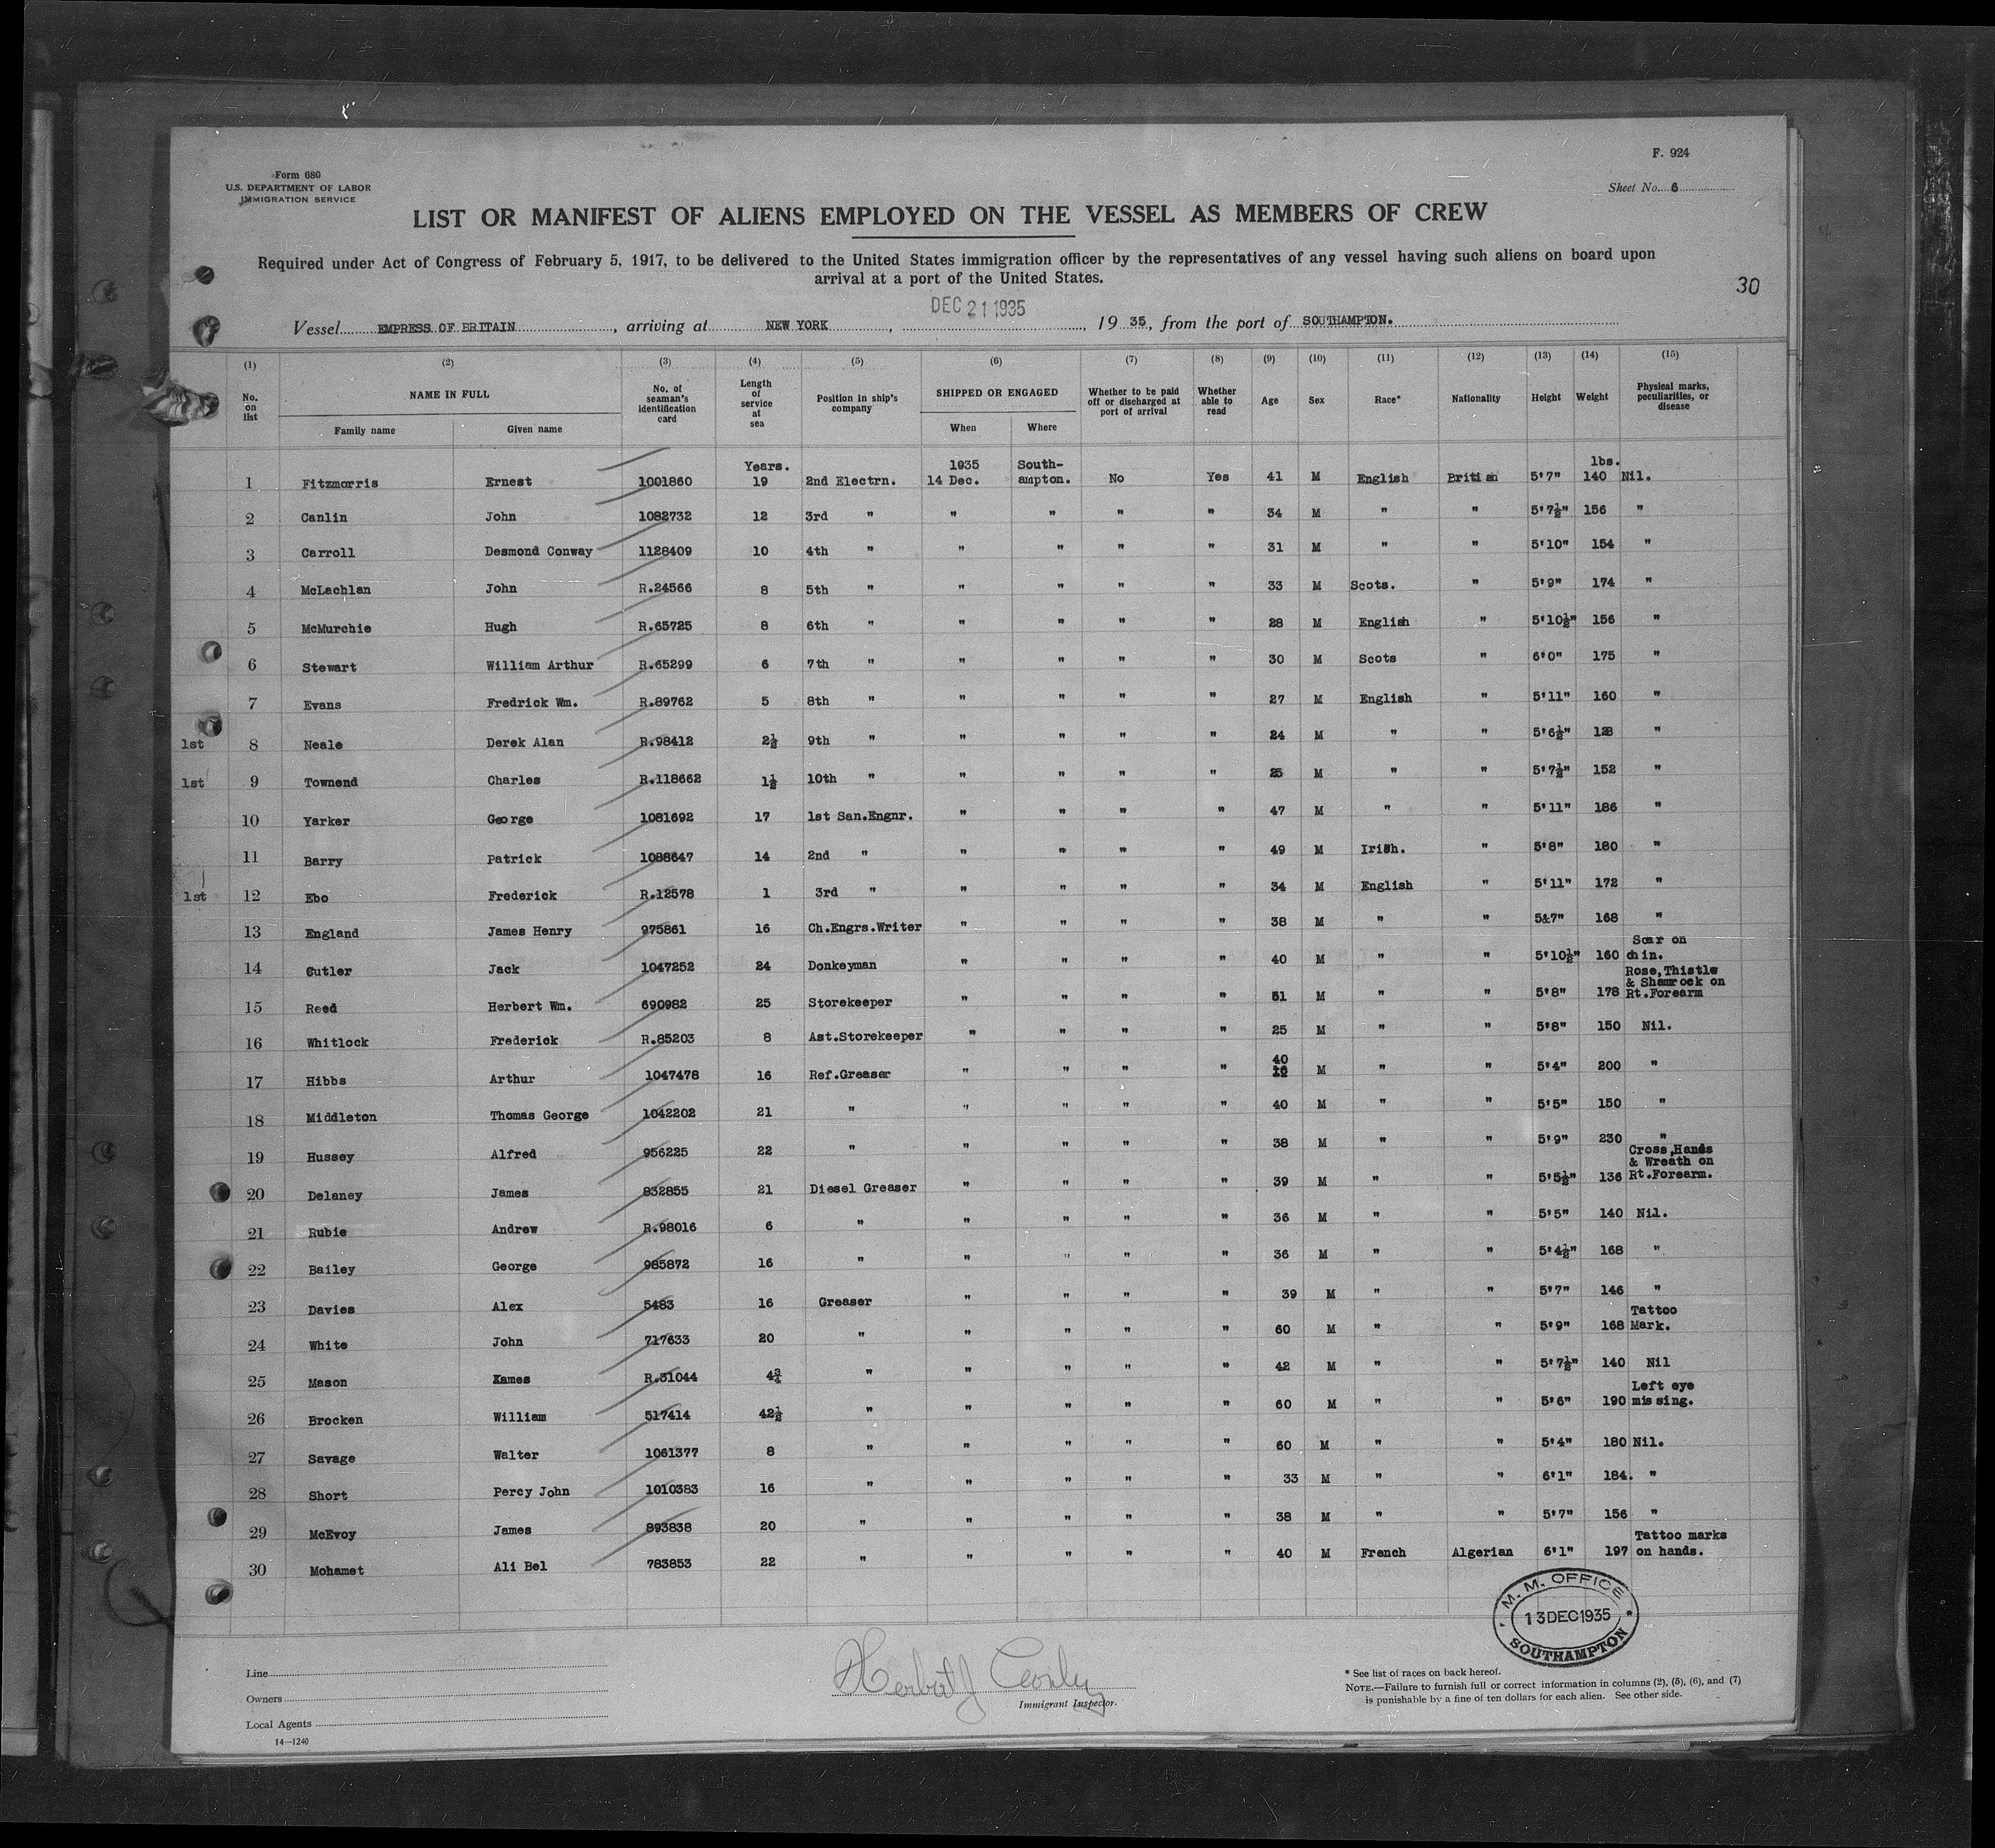 F. 924
Form 680
U.S. DEPARTMENT OF LABOR
IMMIGRATION SERVICE
Sheet No. 6
LIST OR MANIFEST OF ALIENS EMPLOYED ON THE VESSEL AS MEMBERS OF CREW
Required under Act of Congress of February 5, 1917, to be delivered to the United States immigration officer by the representatives of any vessel having such aliens on board upon
arrival at a port of the United States.
30
DEC 21 1935
Vessel EMPRESS OF BRITAIN, arriving at NEW YORK, 1935, from the port of SOUTHAMPTON.
(1) (2) (3) (4) (5) (6) (7) (8) (9) (10) (11) (12) (13) (14) (15)
No. on list NAME IN FULL Family name Given name No. of seaman's identification card Length of service at sea Position in ship's company SHIPPED OR ENGAGED When Where Whether to be paid off or discharged at port of arrival Whether able to read Age Sex Race* Nationality Height Weight Physical marks, peculiarities, or disease
Years. 1935 South- lbs.
1 Fitzmorris Ernest 1001860 19 2nd Electrn. 14 Dec. ampton. No Yes 41 M English British 5'7" 140 Nil.
2 Canlin John 1082732 12 3rd " " " " " 34 M " " 5'7½" 156 "
3 Carroll Desmond Conway 1128409 10 4th " " " " " 31 M " " 5'10" 154 "
4 McLachlan John R.24566 8 5th " " " " " 33 M Scots. " 5'9" 174 "
5 McMurchie Hugh R.65725 8 6th " " " " " 28 M English " 5'10½" 156 "
6 Stewart William Arthur R.65299 6 7th " " " " " 30 M Scots " 6'0" 175 "
7 Evans Fredrick Wm. R.89762 5 8th " " " " " 27 M English " 5'11" 160 "
1st 8 Neale Derek Alan R.98412 2½ 9th " " " " " 24 M " " 5'6½" 128 "
1st 9 Townend Charles R.118662 1½ 10th " " " " " 25 M " " 5'7½" 152 "
10 Yarker George 1081692 17 1st San.Engnr. " " " " 47 M " " 5'11" 186 "
11 Barry Patrick 1088647 14 2nd " " " " " 49 M Irish. " 5'8" 180 "
1st 12 Ebo Frederick R.12578 1 3rd " " " " " 34 M English " 5'11" 172 "
13 England James Henry 975861 16 Ch.Engrs.Writer " " " " 38 M " " 5&7" 168 "
14 Cutler Jack 1047252 24 Donkeyman " " " " 40 M " " 5'10½" 160 Scar on chin.
15 Reed Herbert Wm. 690982 25 Storekeeper " " " " 51 M " " 5'8" 178 Rose,Thistle & Shamrock on Rt.Forearm
16 Whitlock Frederick R.85203 8 Ast.Storekeeper " " " " 25 M " " 5'8" 150 Nil.
17 Hibbs Arthur 1047478 16 Ref.Greaser " " " " 40 M " " 5'4" 200 "
18 Middleton Thomas George 1042202 21 " " " " " 40 M " " 5'5" 150 "
19 Hussey Alfred 956225 22 " " " " " 38 M " " 5'9" 230 "
20 Delaney James 832855 21 Diesel Greaser " " " " 39 M " " 5'5½" 136 Cross,Hands & Wreath on Rt.Forearm.
21 Rubie Andrew R.98016 6 " " " " " 36 M " " 5'5" 140 Nil.
22 Bailey George 985872 16 " " " " " 36 M " " 5'4½" 168 "
23 Davies Alex 5483 16 Greaser " " " " 39 M " " 5'7" 146 "
24 White John 717633 20 " " " " " 60 M " " 5'9" 168 Tattoo Mark.
25 Mason James R.31044 4¾ " " " " " 42 M " " 5'7½" 140 Nil
26 Brocken William 517414 42½ " " " " " 60 M " " 5'6" 190 Left eye missing.
27 Savage Walter 1061377 8 " " " " " 60 M " " 5'4" 180 Nil.
28 Short Percy John 1010383 16 " " " " " 33 M " " 6'1" 184. "
29 McEvoy James 893838 20 " " " " " 38 M " " 5'7" 156 "
30 Mohamet Ali Bel 783853 22 " " " " " 40 M French Algerian 6'1" 197 Tattoo marks on hands.
M. M. OFFICE
13 DEC 1935
SOUTHAMPTON
Line
Owners
Local Agents
14—1240
Herbert J
Immigrant Inspector.
* See list of races on back hereof.
NOTE.—Failure to furnish full or correct information in columns (2), (5), (6), and (7)
is punishable by a fine of ten dollars for each alien. See other side.